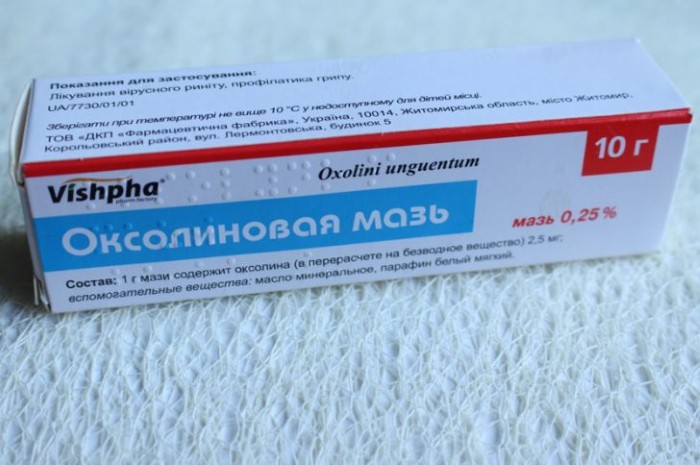 Показання для застосування:
Лікування вірусного риніту, профілатика грипу.
UA/7730/01/01
Зберігати при температурі не вище 10 °С у недоступному для дітей місці.
ТОВ «ДКП «Фармацевтична фабрика», Україна, 10014, Житомирська область, місто Житомир,
Корольовський район, вул. Лермонтовська, будинок 5
10 г
Oxolini unguentum
Vishpha®
pharm factory
Оксолиновая мазь
мазь 0,25%
Состав: 1 г мази содержит оксолина (в перерасчете на безводное вещество) 2,5 мг;
вспомогательные вещества: масло минеральное, парафин белый мягкий.